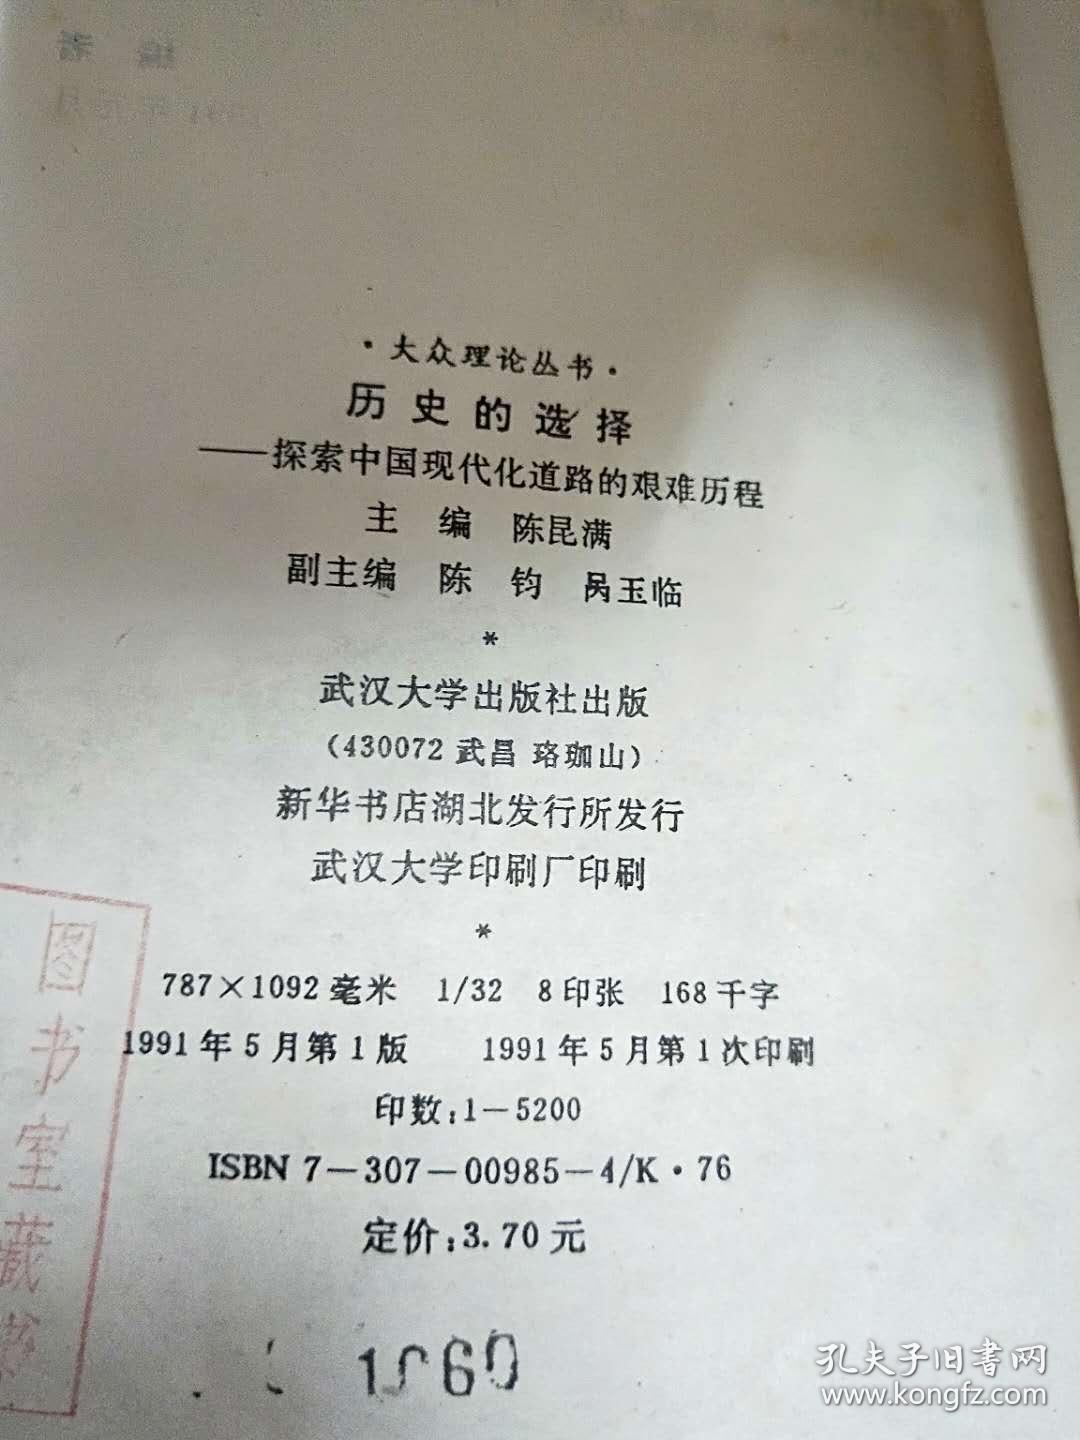 ·大众理论丛书·
历史的选择
——探索中国现代化道路的艰难历程
主 编 陈昆满
副主编 陈 钧 吴玉临
*
武汉大学出版社出版
(430072 武昌 珞珈山)
新华书店湖北发行所发行
武汉大学印刷厂印刷
*
787×1092毫米 1/32 8印张 168千字
1991年5月第1版 1991年5月第1次印刷
印数:1—5200
ISBN 7—307—00985—4/K·76
定价:3.70元
图书室藏书
孔夫子旧書网
www.kongfz.com